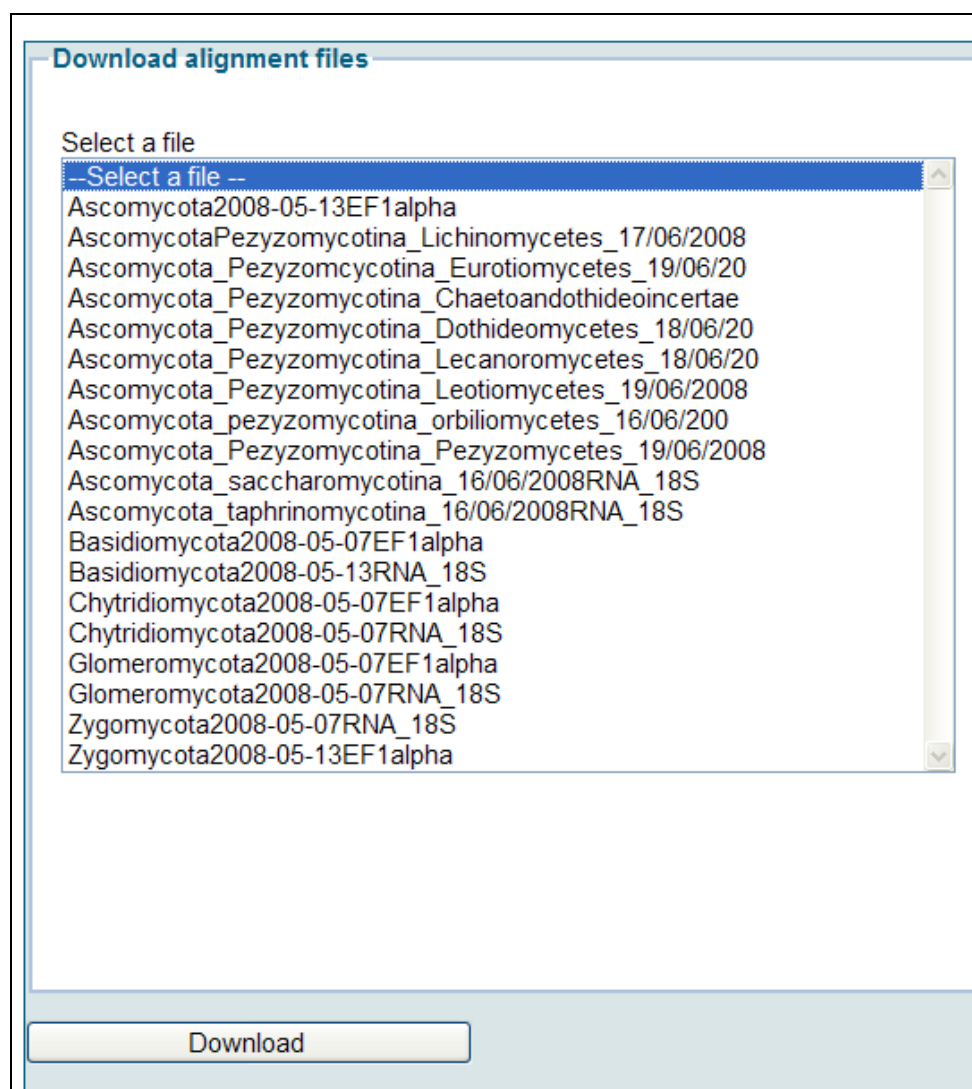 Download alignment files
Select a file
--Select a file --
Ascomycota2008-05-13EF1alpha
AscomycotaPezyzomycotina_Lichinomycetes_17/06/2008
Ascomycota_Pezyzomcycotina_Eurotiomycetes_19/06/20
Ascomycota_Pezyzomycotina_Chaetoandothideoincertae
Ascomycota_Pezyzomycotina_Dothideomycetes_18/06/20
Ascomycota_Pezyzomycotina_Lecanoromycetes_18/06/20
Ascomycota_Pezyzomycotina_Leotiomycetes_19/06/2008
Ascomycota_pezyzomycotina_orbiliomycetes_16/06/200
Ascomycota_Pezyzomycotina_Pezyzomycetes_19/06/2008
Ascomycota_saccharomycotina_16/06/2008RNA_18S
Ascomycota_taphrinomycotina_16/06/2008RNA_18S
Basidiomycota2008-05-07EF1alpha
Basidiomycota2008-05-13RNA_18S
Chytridiomycota2008-05-07EF1alpha
Chytridiomycota2008-05-07RNA_18S
Glomeromycota2008-05-07EF1alpha
Glomeromycota2008-05-07RNA_18S
Zygomycota2008-05-07RNA_18S
Zygomycota2008-05-13EF1alpha
Download